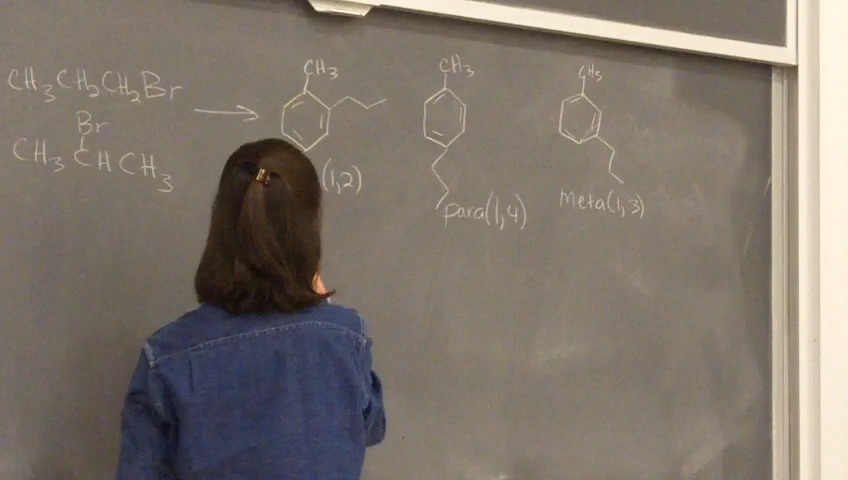 CH3CH2CH2Br
Br
CH3CHCH3
CH3
(1,2)
CH3
para(1,4)
CH3
Meta(1,3)